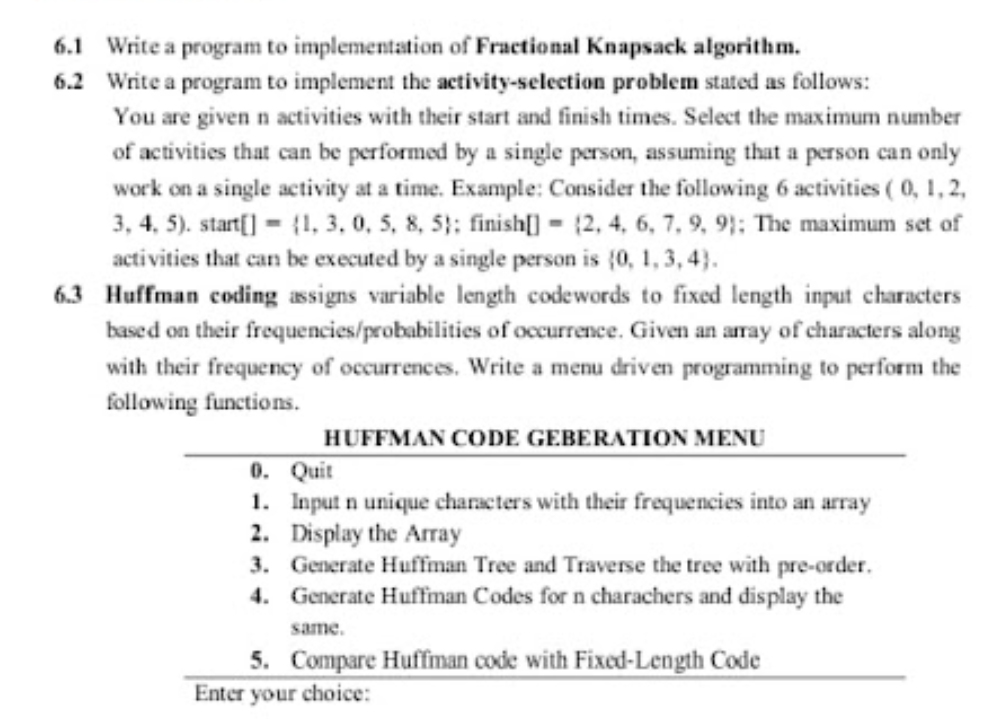 6.1 Write a program to implementation of Fractional Knapsack algorithm.
6.2 Write a program to implement the activity-selection problem stated as follows:
You are given n activities with their start and finish times. Select the maximum number
of activities that can be performed by a single person, assuming that a person can only
work on a single activity at a time. Example: Consider the following 6 activities ( 0, 1, 2,
3, 4, 5). start[] = {1, 3, 0, 5, 8, 5}; finish[] = {2, 4, 6, 7, 9, 9}; The maximum set of
activities that can be executed by a single person is {0, 1, 3, 4}.
6.3 Huffman coding assigns variable length codewords to fixed length input characters
based on their frequencies/probabilities of occurrence. Given an array of characters along
with their frequency of occurrences. Write a menu driven programming to perform the
following functions.
HUFFMAN CODE GEBERATION MENU
0. Quit
1. Input n unique characters with their frequencies into an array
2. Display the Array
3. Generate Huffman Tree and Traverse the tree with pre-order.
4. Generate Huffman Codes for n charachers and display the
same.
5. Compare Huffman code with Fixed-Length Code
Enter your choice: